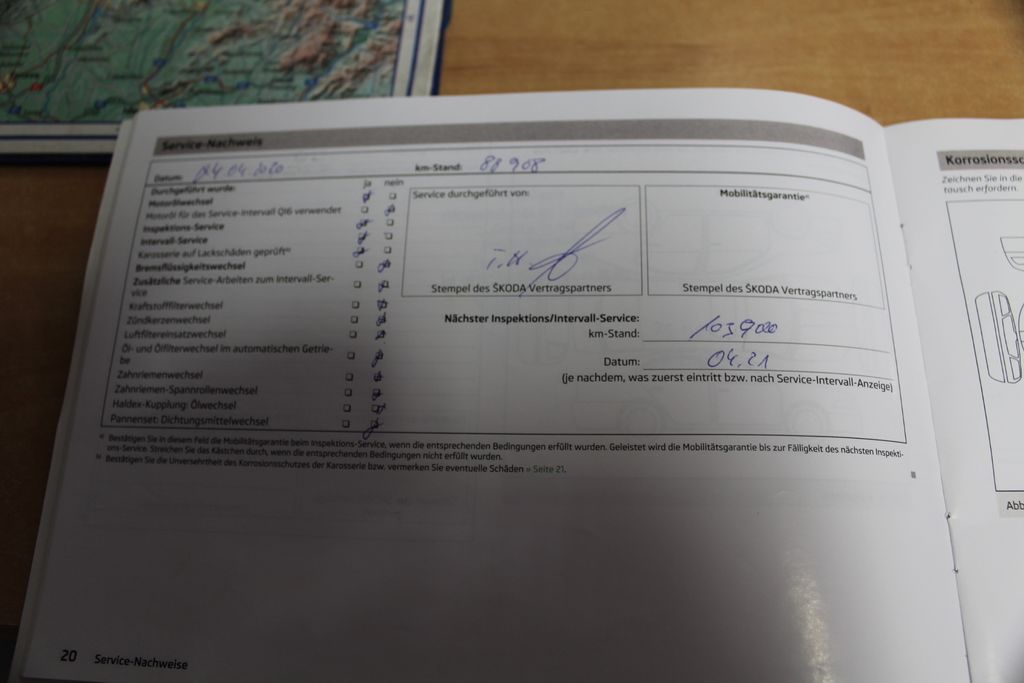 Service-Nachweis
Datum: 24.04.2020 km-Stand: 88 908
Durchgeführt wurde: ja nein
Motorölwechsel
Motoröl für das Service-Intervall QI6 verwendet
Inspektions-Service
Intervall-Service
Karosserie auf Lackschäden geprüft
Bremsflüssigkeitswechsel
Zusätzliche Service-Arbeiten zum Intervall-Ser-
vice
Kraftstofffilterwechsel
Zündkerzenwechsel
Luftfiltereinsatzwechsel
Öl- und Ölfilterwechsel im automatischen Getrie-
be
Zahnriemenwechsel
Zahnriemen-Spannrollenwechsel
Haldex-Kupplung: Ölwechsel
Pannenset: Dichtungsmittelwechsel
Service durchgeführt von:
Stempel des ŠKODA Vertragspartners
Mobilitätsgarantie
Stempel des ŠKODA Vertragspartners
Nächster Inspektions/Intervall-Service:
km-Stand:
Datum: 04.21
(je nachdem, was zuerst eintritt bzw. nach Service-Intervall-Anzeige)
Bestätigen Sie in diesem Feld die Mobilitätsgarantie beim Inspektions-Service, wenn die entsprechenden Bedingungen erfüllt wurden. Geleistet wird die Mobilitätsgarantie bis zur Fälligkeit des nächsten Inspekti-
ons-Service. Streichen Sie das Kästchen durch, wenn die entsprechenden Bedingungen nicht erfüllt wurden.
Bestätigen Sie die Unversehrtheit des Korrosionsschutzes der Karosserie bzw. vermerken Sie eventuelle Schäden » Seite 21.
20 Service-Nachweise
Korrosionssc
Zeichnen Sie in die
tausch erfordern.
Abb